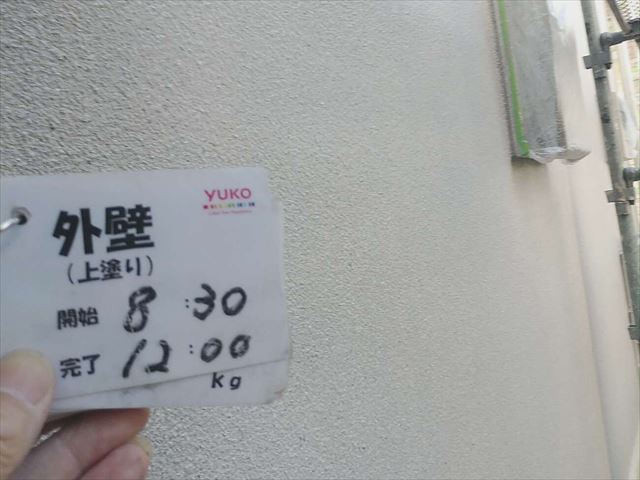 YUKO
外壁
(上塗り)
開始 8:30
完了 12:00
kg